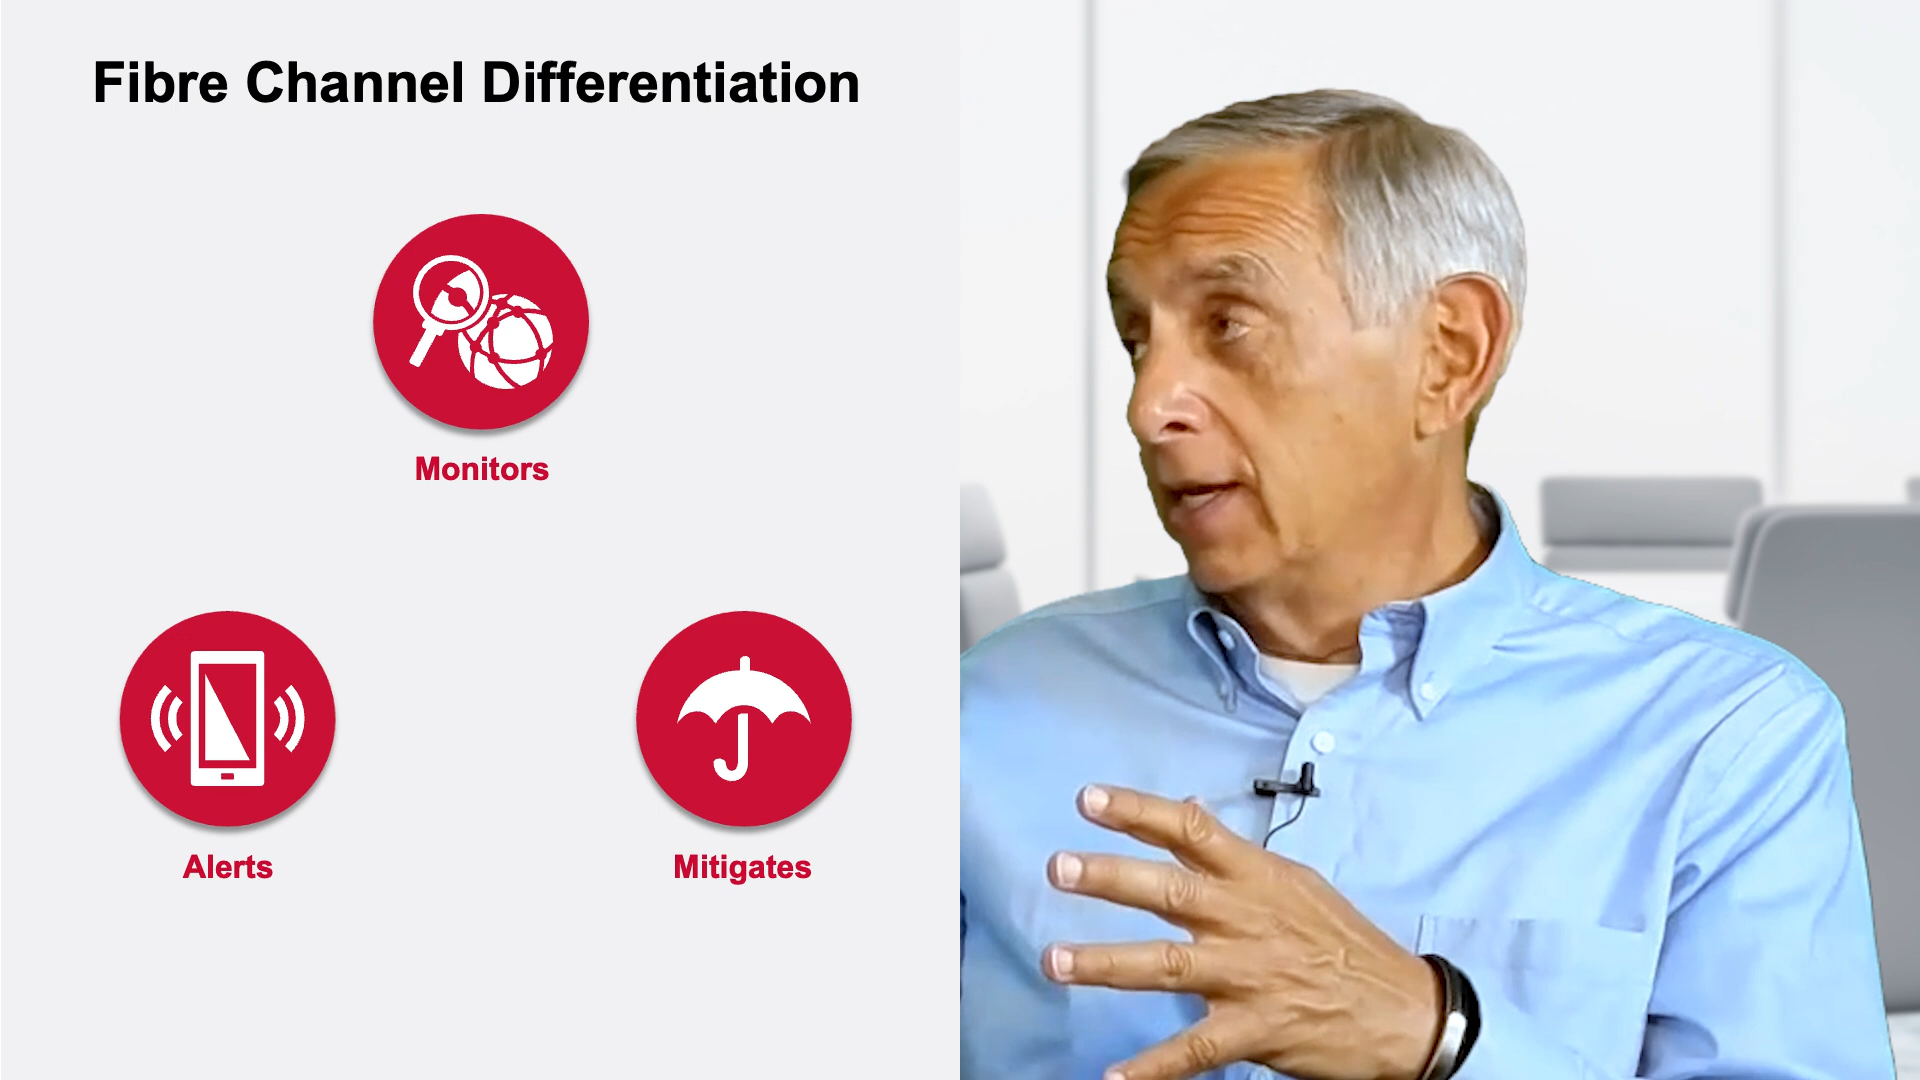 Fibre Channel Differentiation
Monitors
Alerts
Mitigates